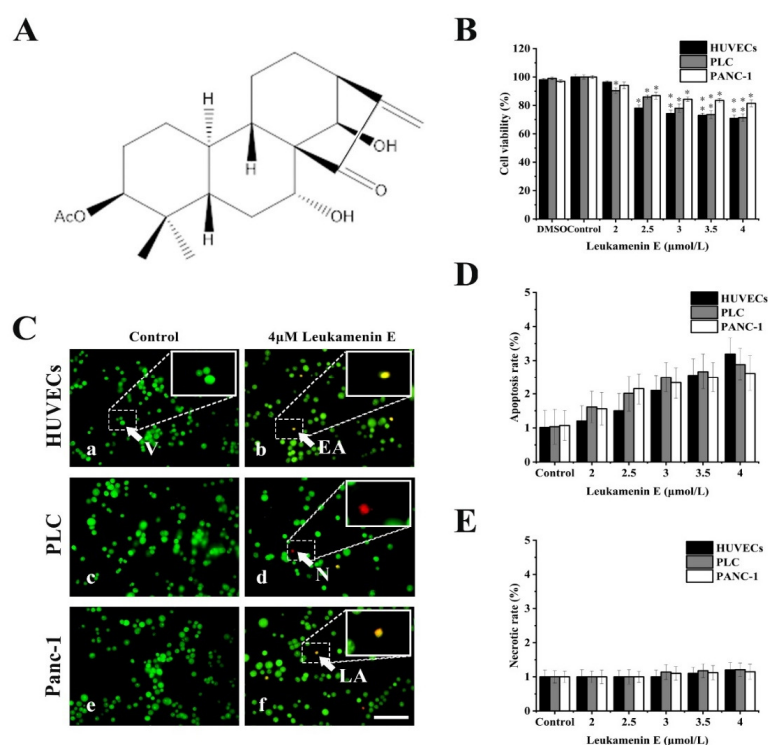 A
H
H
H
OH
O
OH
AcO
B
HUVECs
PLC
PANC-1
Cell viability (%)
120
100
80
60
40
20
0
* * * * * * * * * * * * * * * * * *
DMSO Control 2 2.5 3 3.5 4
Leukamenin E (μmol/L)
C
Control
4μM Leukamenin E
HUVECs
a
V
b
EA
PLC
c
d
N
Panc-1
e
f
LA
D
HUVECs
PLC
PANC-1
Apoptosis rate (%)
5
4
3
2
1
0
Control 2 2.5 3 3.5 4
Leukamenin E (μmol/L)
E
HUVECs
PLC
PANC-1
Necrotic rate (%)
5
4
3
2
1
0
Control 2 2.5 3 3.5 4
Leukamenin E (μmol/L)